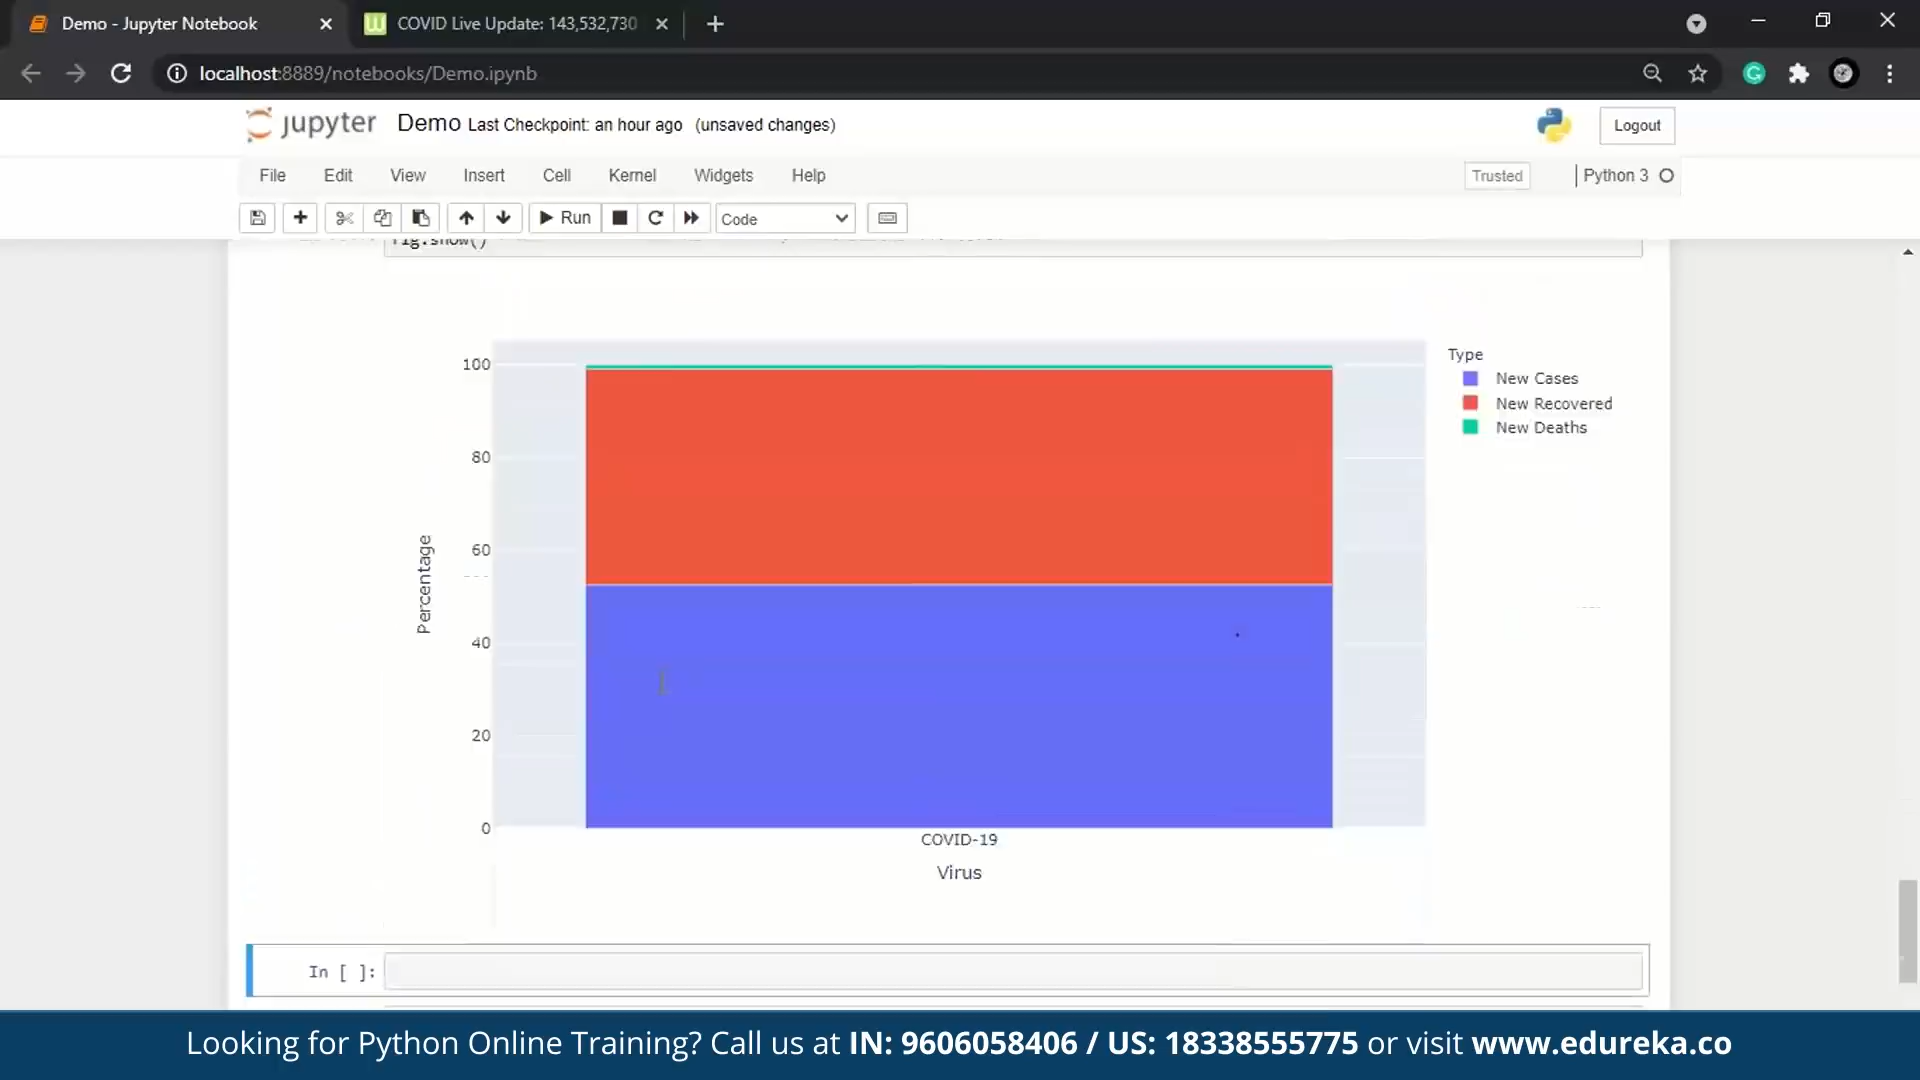 Demo - Jupyter Notebook
COVID Live Update: 143,532,730
localhost:8889/notebooks/Demo.ipynb
jupyter Demo Last Checkpoint: an hour ago (unsaved changes)
Logout
File Edit View Insert Cell Kernel Widgets Help
Trusted
Python 3
Run
Code
fig.show()
100
80
60
40
20
0
Percentage
COVID-19
Virus
Type
New Cases
New Recovered
New Deaths
In [ ]:
Looking for Python Online Training? Call us at IN: 9606058406 / US: 18338555775 or visit www.edureka.co